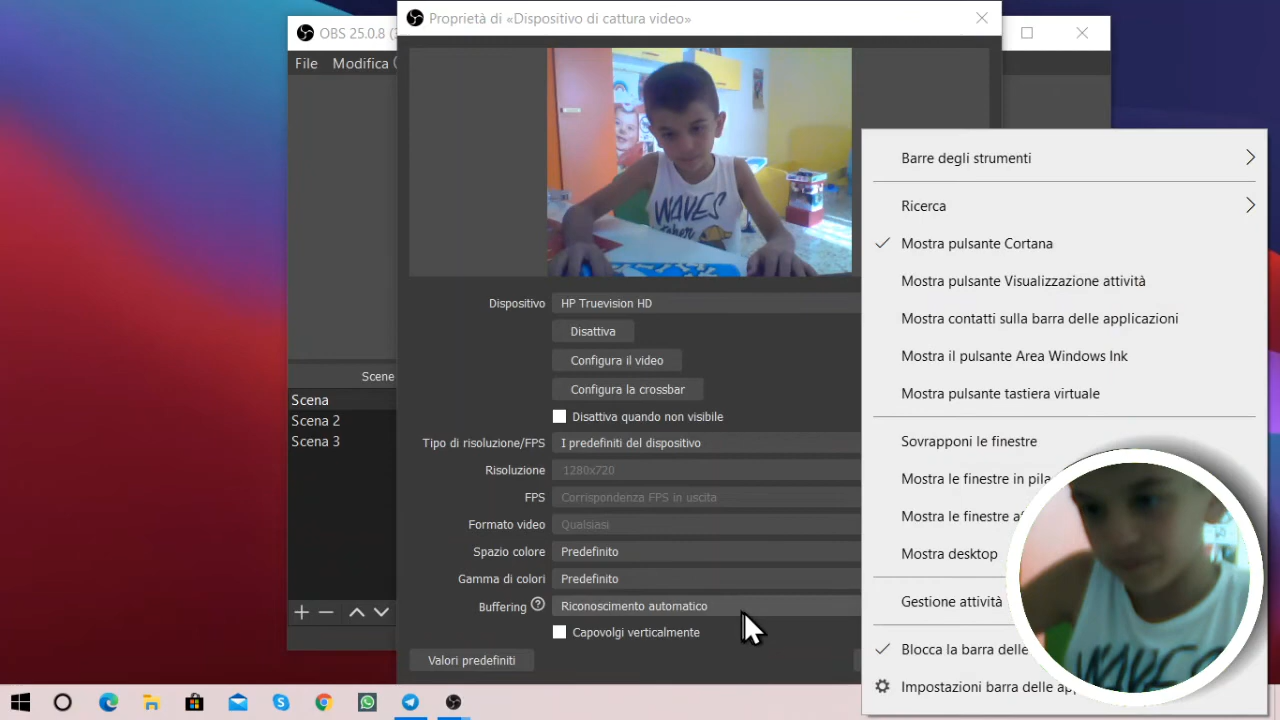 OBS 25.0.8 (
Proprietà di «Dispositivo di cattura video»
File
Modifica
WAVES
Dispositivo
HP Truevision HD
Disattiva
Configura il video
Configura la crossbar
Disattiva quando non visibile
Tipo di risoluzione/FPS
I predefiniti del dispositivo
Risoluzione
1280x720
FPS
Corrispondenza FPS in uscita
Formato video
Qualsiasi
Spazio colore
Predefinito
Gamma di colori
Predefinito
Buffering
Riconoscimento automatico
Capovolgi verticalmente
Valori predefiniti
Scene
Scena
Scena 2
Scena 3
Barre degli strumenti
Ricerca
Mostra pulsante Cortana
Mostra pulsante Visualizzazione attività
Mostra contatti sulla barra delle applicazioni
Mostra il pulsante Area Windows Ink
Mostra pulsante tastiera virtuale
Sovrapponi le finestre
Mostra le finestre in pila
Mostra le finestre
Mostra desktop
Gestione attività
Blocca la barra delle
Impostazioni barra delle